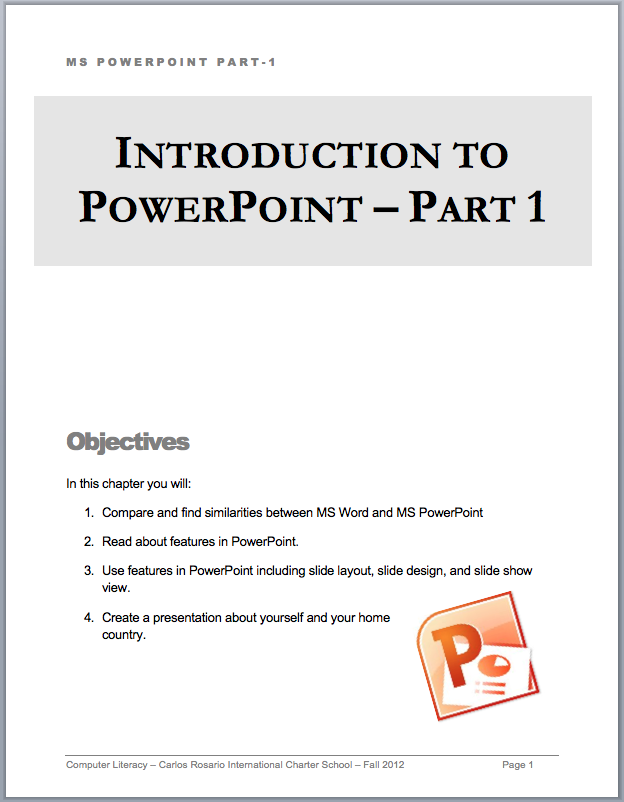 MS POWERPOINT PART-1
INTRODUCTION TO
POWERPOINT – PART 1
Objectives
In this chapter you will:
1. Compare and find similarities between MS Word and MS PowerPoint
2. Read about features in PowerPoint.
3. Use features in PowerPoint including slide layout, slide design, and slide show
view.
4. Create a presentation about yourself and your home
country.
P
Computer Literacy – Carlos Rosario International Charter School – Fall 2012 Page 1